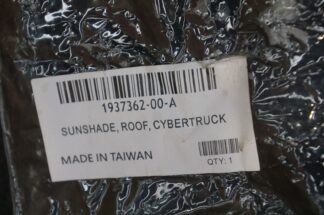 1937362-00-A
SUNSHADE, ROOF, CYBERTRUCK
MADE IN TAIWAN
QTY: 1